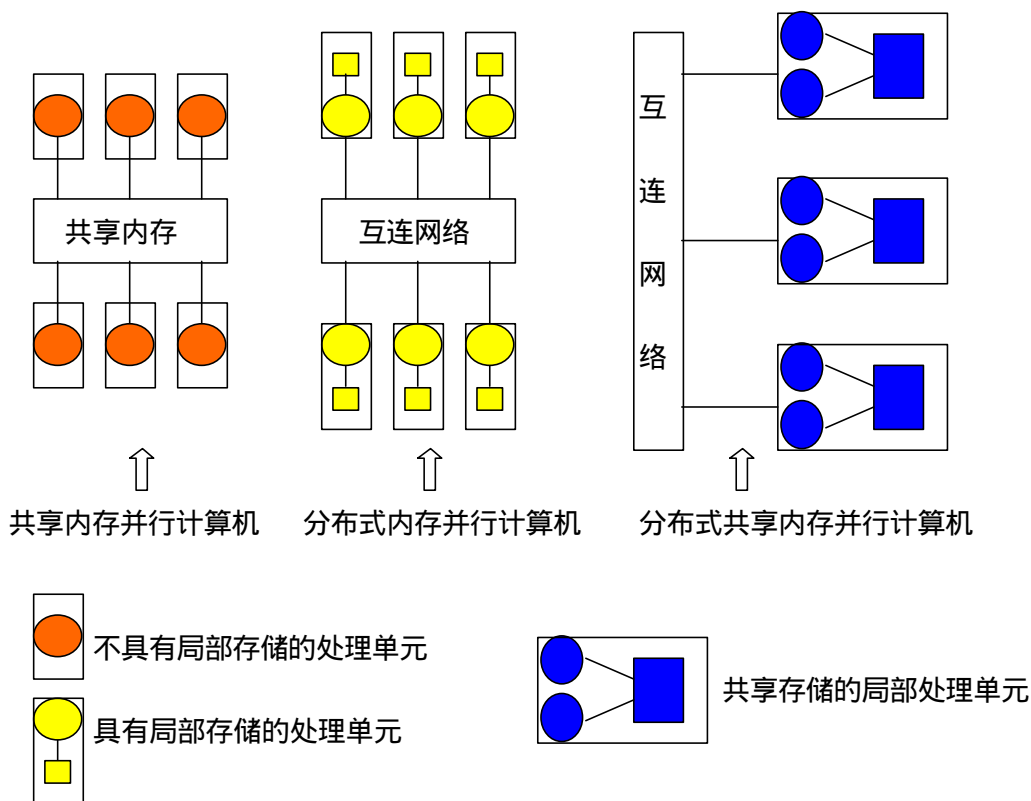 共享内存
互连网络
互连网络
共享内存并行计算机
分布式内存并行计算机
分布式共享内存并行计算机
不具有局部存储的处理单元
具有局部存储的处理单元
共享存储的局部处理单元